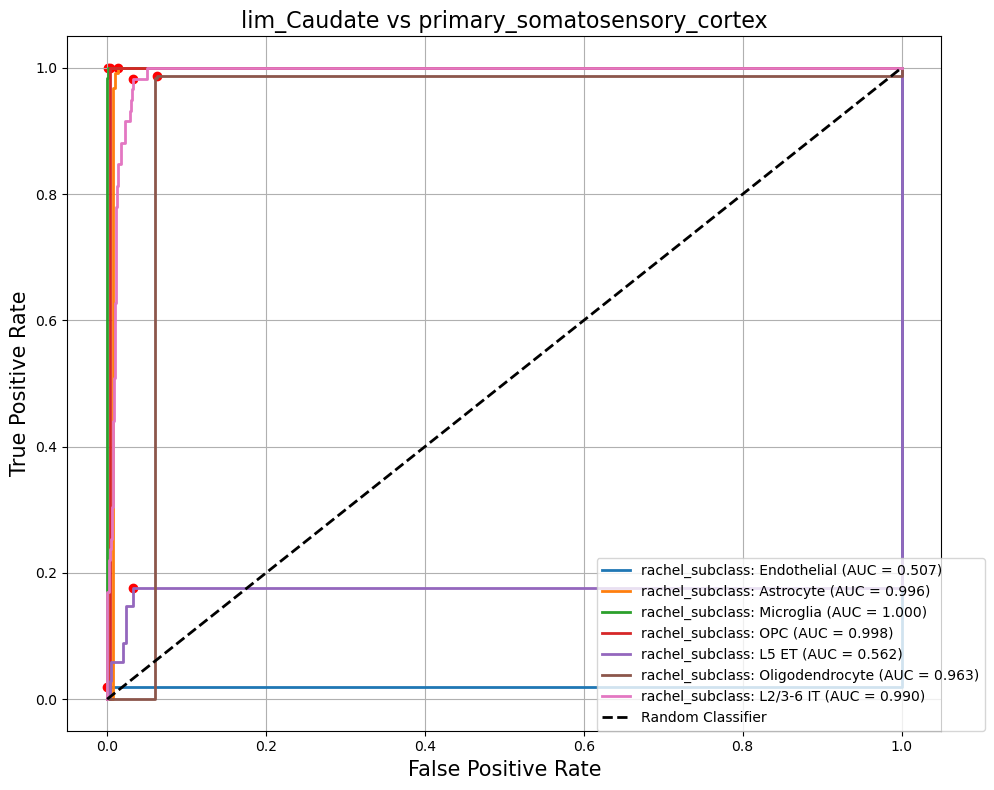 lim_Caudate vs primary_somatosensory_cortex
True Positive Rate
1.0
0.8
0.6
0.4
0.2
0.0
rachel_subclass: Endothelial (AUC = 0.507)
rachel_subclass: Astrocyte (AUC = 0.996)
rachel_subclass: Microglia (AUC = 1.000)
rachel_subclass: OPC (AUC = 0.998)
rachel_subclass: L5 ET (AUC = 0.562)
rachel_subclass: Oligodendrocyte (AUC = 0.963)
rachel_subclass: L2/3-6 IT (AUC = 0.990)
Random Classifier
0.0 0.2 0.4 0.6 0.8 1.0
False Positive Rate